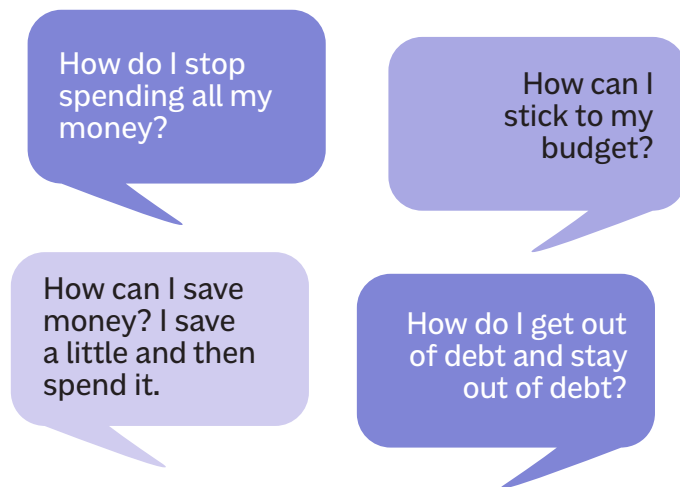 How do I stop
spending all my
money?
How can I
stick to my
budget?
How can I save
money? I save
a little and then
spend it.
How do I get out
of debt and stay
out of debt?